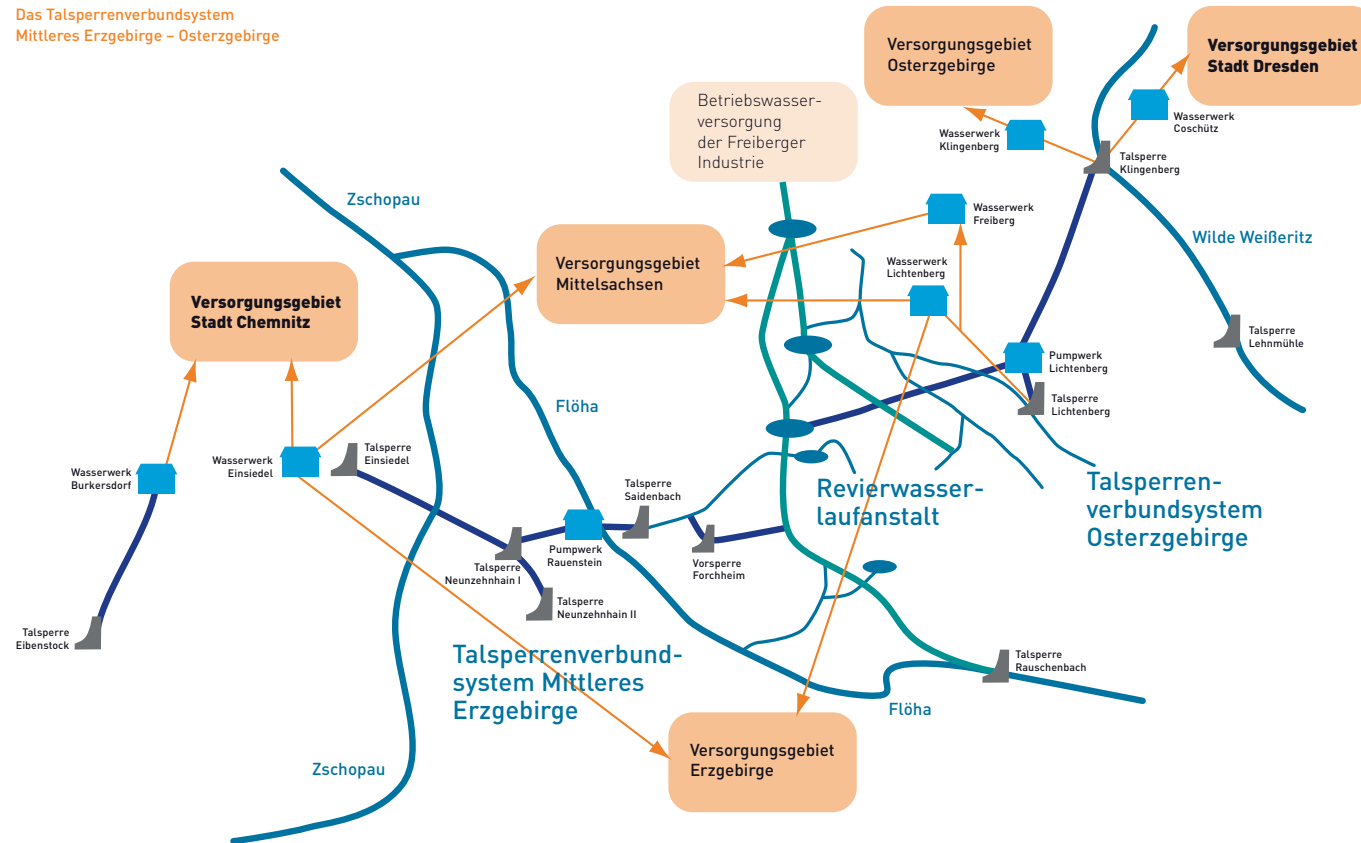 Das Talsperrenverbundsystem
Mittleres Erzgebirge – Osterzgebirge
Versorgungsgebiet
Osterzgebirge
Versorgungsgebiet
Stadt Dresden
Betriebswasser-
versorgung
der Freiberger
Industrie
Wasserwerk
Coschütz
Wasserwerk
Klingenberg
Talsperre
Klingenberg
Zschopau
Wasserwerk
Freiberg
Wilde Weißeritz
Versorgungsgebiet
Mittelsachsen
Wasserwerk
Lichtenberg
Versorgungsgebiet
Stadt Chemnitz
Talsperre
Lehnmühle
Pumpwerk
Lichtenberg
Talsperre
Lichtenberg
Flöha
Talsperre
Einsiedel
Wasserwerk
Einsiedel
Wasserwerk
Burkersdorf
Talsperre
Saidenbach
Revierwasser-
laufanstalt
Talsperren-
verbundsystem
Osterzgebirge
Talsperre
Neunzehnhain I
Pumpwerk
Rauenstein
Vorsperre
Forchheim
Talsperre
Neunzehnhain II
Talsperre
Eibenstock
Talsperrenverbund-
system Mittleres
Erzgebirge
Talsperre
Rauschenbach
Flöha
Versorgungsgebiet
Erzgebirge
Zschopau